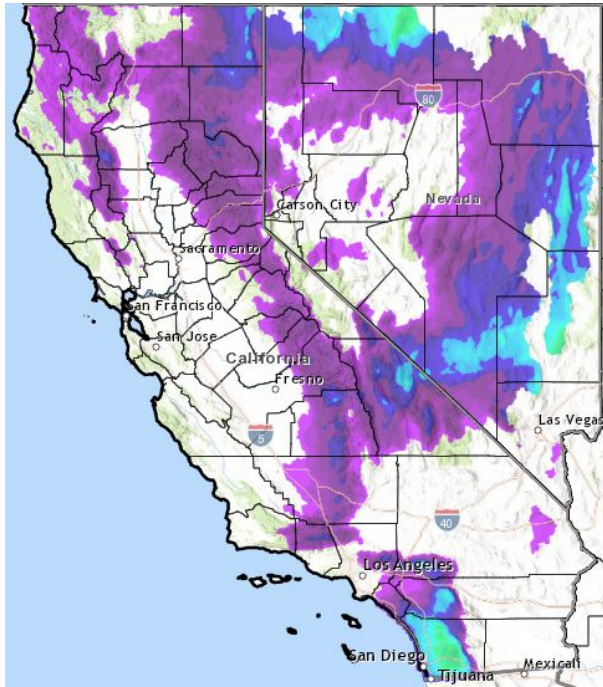 80
Carson City
Nevada
Sacramento
San Francisco
San Jose
California
Fresno
5
Las Vegas
40
Los Angeles
San Diego
Tijuana
Mexicali